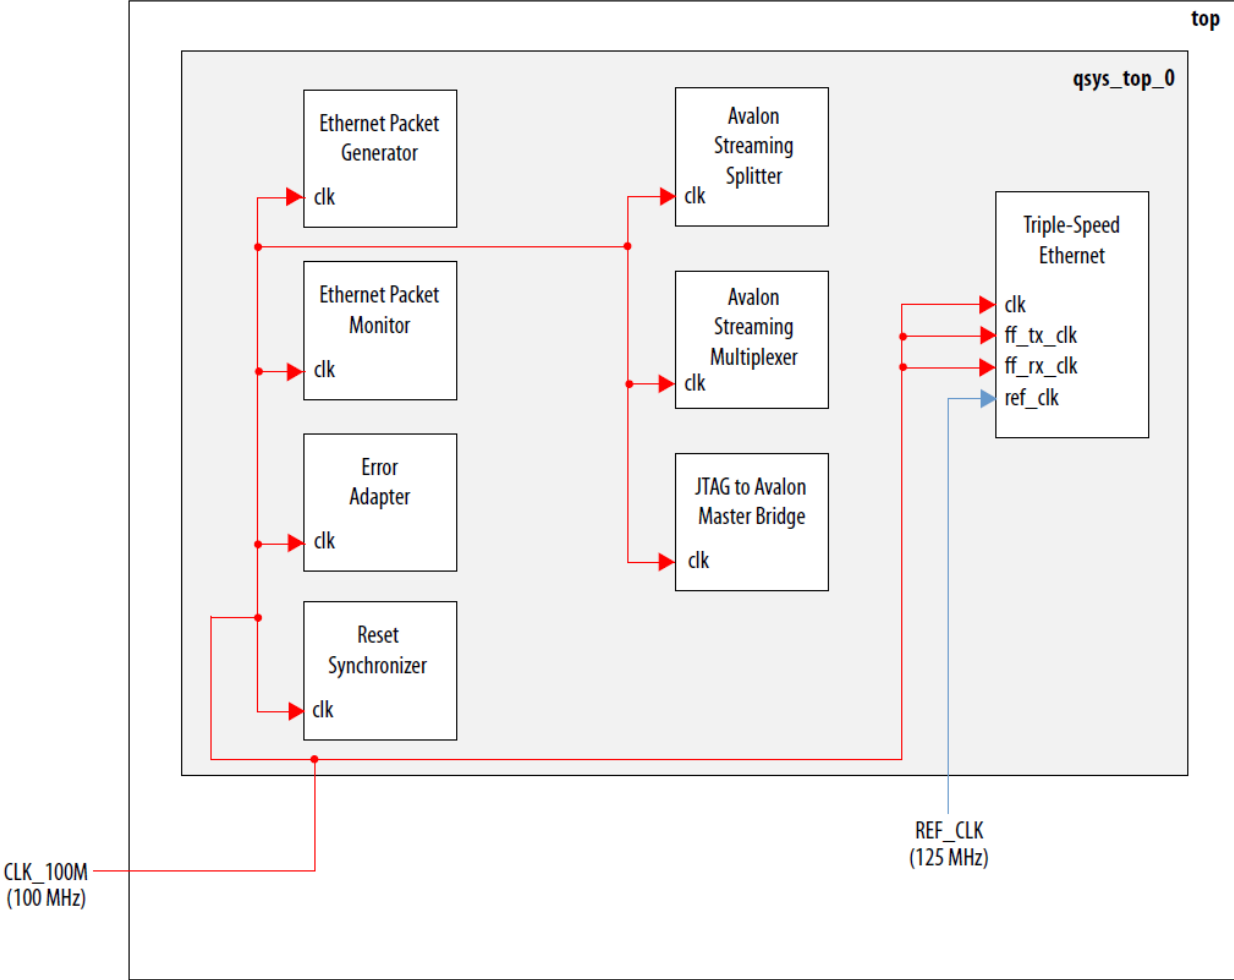 top
qsys_top_0
Ethernet Packet
Generator
clk
Avalon
Streaming
Splitter
clk
Triple-Speed
Ethernet
clk
ff_tx_clk
ff_rx_clk
ref_clk
Ethernet Packet
Monitor
clk
Avalon
Streaming
Multiplexer
clk
Error
Adapter
clk
JTAG to Avalon
Master Bridge
clk
Reset
Synchronizer
clk
REF_CLK
(125 MHz)
CLK_100M
(100 MHz)